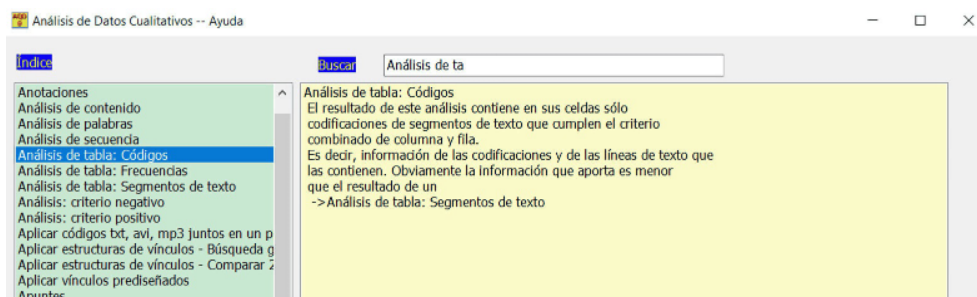 Análisis de Datos Cualitativos -- Ayuda
Índice
Buscar
Análisis de ta
Anotaciones
Análisis de contenido
Análisis de palabras
Análisis de secuencia
Análisis de tabla: Códigos
Análisis de tabla: Frecuencias
Análisis de tabla: Segmentos de texto
Análisis: criterio negativo
Análisis: criterio positivo
Aplicar códigos txt, avi, mp3 juntos en un p
Aplicar estructuras de vínculos - Búsqueda g
Aplicar estructuras de vínculos - Comparar 2
Aplicar vínculos prediseñados
Apuntes
Análisis de tabla: Códigos
El resultado de este análisis contiene en sus celdas sólo
codificaciones de segmentos de texto que cumplen el criterio
combinado de columna y fila.
Es decir, información de las codificaciones y de las líneas de texto que
las contienen. Obviamente la información que aporta es menor
que el resultado de un
->Análisis de tabla: Segmentos de texto